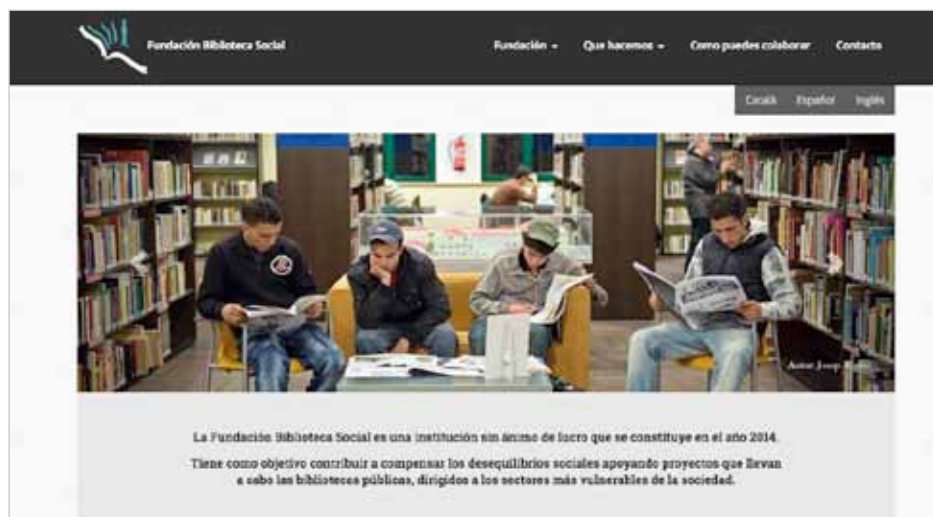 Fundación Biblioteca Social
Fundación Que hacemos Como puedes colaborar Contacto
Català Español Inglés
Autor: Josep
La Fundación Biblioteca Social es una institución sin ánimo de lucro que se constituye en el año 2014.
Tiene como objetivo contribuir a compensar los desequilibrios sociales apoyando proyectos que llevan
a cabo las bibliotecas públicas, dirigidos a los sectores más vulnerables de la sociedad.